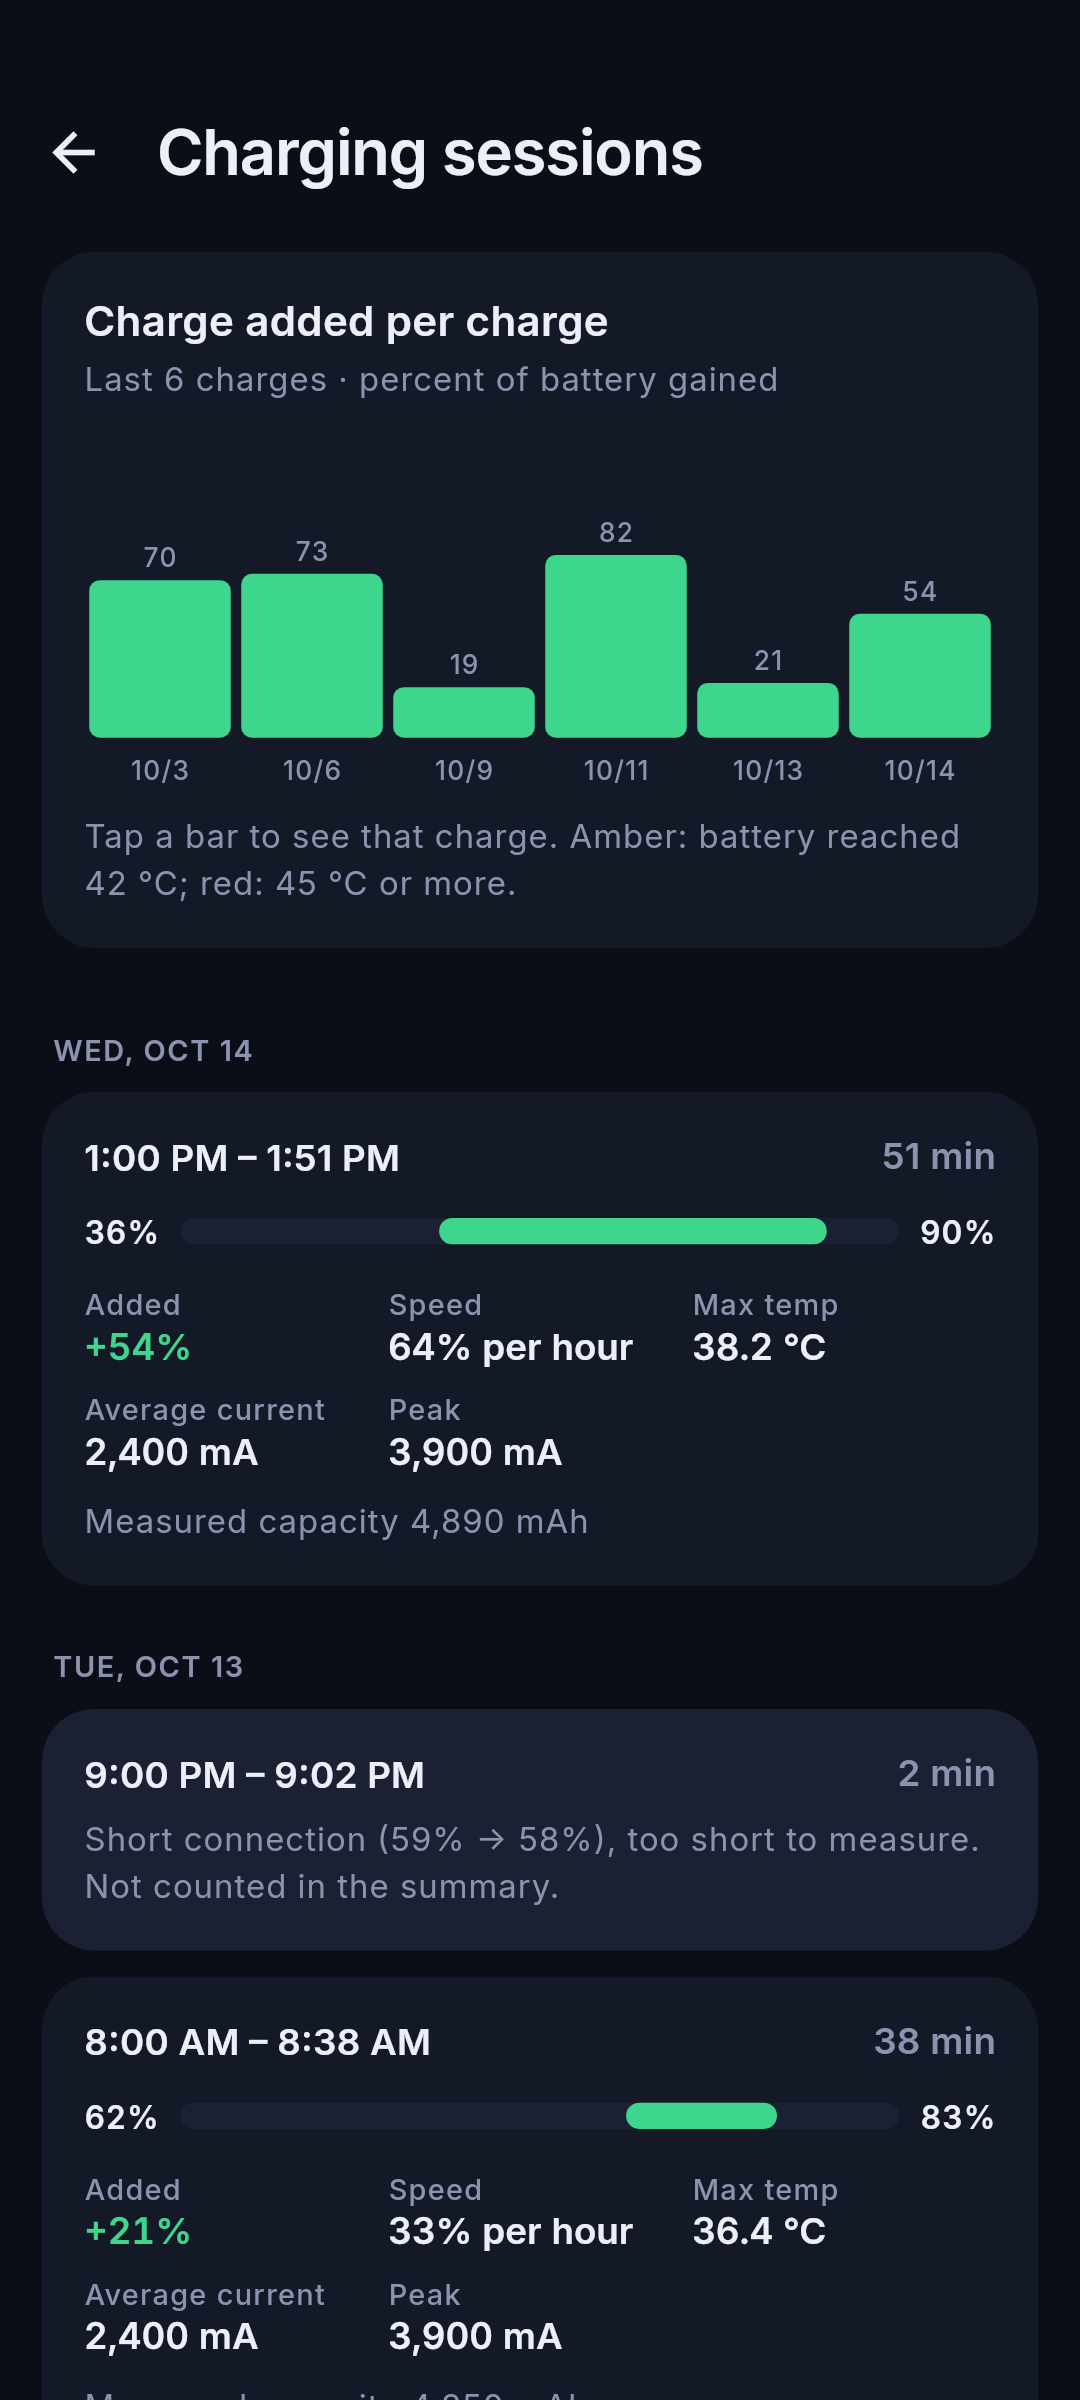 Charging sessions
Charge added per charge
Last 6 charges · percent of battery gained
70 73 19 82 21 54
10/3 10/6 10/9 10/11 10/13 10/14
Tap a bar to see that charge. Amber: battery reached
42 °C; red: 45 °C or more.
WED, OCT 14
1:00 PM – 1:51 PM 51 min
36% 90%
Added Speed Max temp
+54% 64% per hour 38.2 °C
Average current Peak
2,400 mA 3,900 mA
Measured capacity 4,890 mAh
TUE, OCT 13
9:00 PM – 9:02 PM 2 min
Short connection (59% → 58%), too short to measure.
Not counted in the summary.
8:00 AM – 8:38 AM 38 min
62% 83%
Added Speed Max temp
+21% 33% per hour 36.4 °C
Average current Peak
2,400 mA 3,900 mA